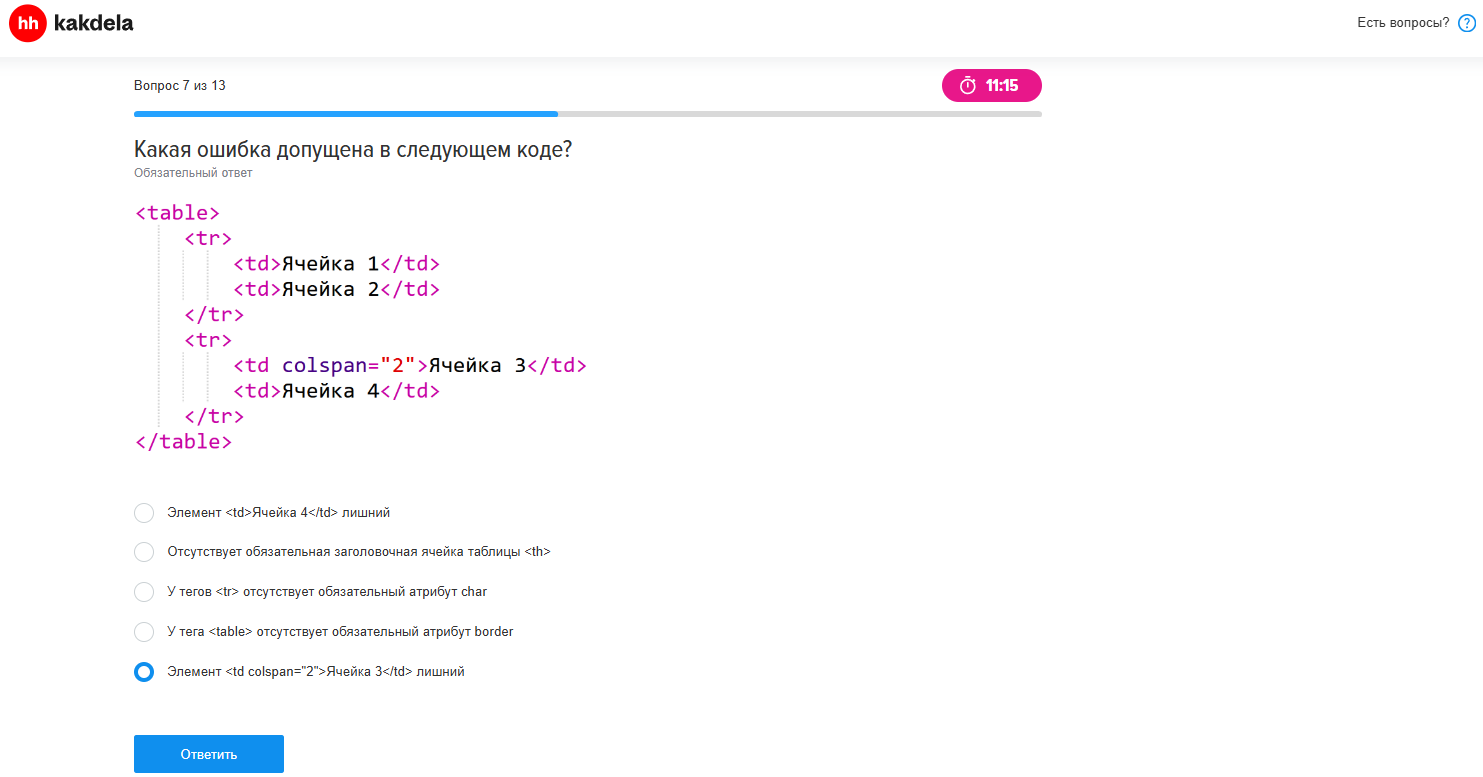 hh kakdela
Есть вопросы? ?
Вопрос 7 из 13
11:15
Какая ошибка допущена в следующем коде?
Обязательный ответ
<table>
<tr>
<td>Ячейка 1</td>
<td>Ячейка 2</td>
</tr>
<tr>
<td colspan="2">Ячейка 3</td>
<td>Ячейка 4</td>
</tr>
</table>
Элемент <td>Ячейка 4</td> лишний
Отсутствует обязательная заголовочная ячейка таблицы <th>
У тегов <tr> отсутствует обязательный атрибут char
У тега <table> отсутствует обязательный атрибут border
Элемент <td colspan="2">Ячейка 3</td> лишний
Ответить